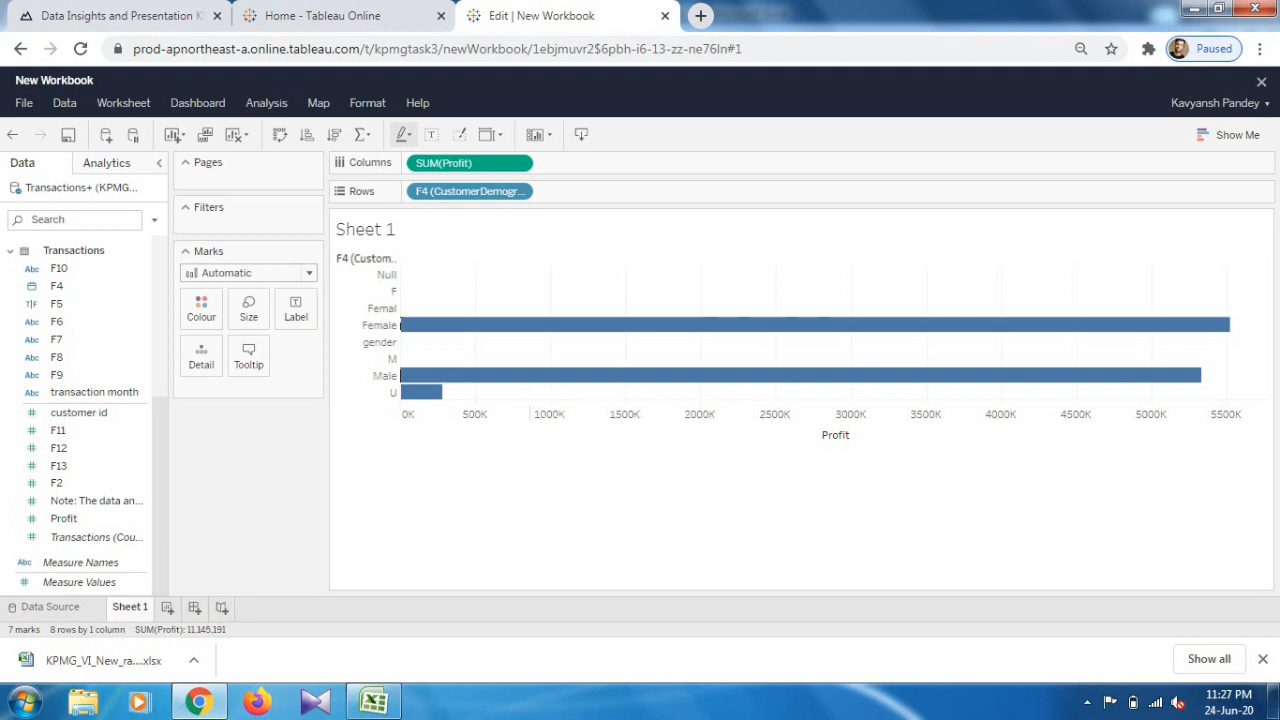 Data Insights and Presentation K
Home - Tableau Online
Edit | New Workbook
prod-apnortheast-a.online.tableau.com/t/kpmgtask3/newWorkbook/1ebjmuvr2$6pbh-i6-13-zz-ne76ln#1
Paused
New Workbook
File Data Worksheet Dashboard Analysis Map Format Help
Kavyansh Pandey
Show Me
Data Analytics
Pages
Columns SUM(Profit)
Transactions+ (KPMG...
Rows F4 (CustomerDemogr...
Search
Filters
Sheet 1
Transactions
Marks
F4 (Custom..
Abc F10
Automatic
Null
F4
F
T|F F5
Colour Size Label
Femal
Abc F6
Female
Abc F7
gender
Abc F8
Detail Tooltip
M
Abc F9
Male
Abc transaction month
U
# customer id
0K 500K 1000K 1500K 2000K 2500K 3000K 3500K 4000K 4500K 5000K 5500K
# F11
Profit
# F12
# F13
# F2
# Note: The data an...
# Profit
# Transactions (Cou...
Abc Measure Names
# Measure Values
Data Source Sheet 1
7 marks 8 rows by 1 column SUM(Profit): 11,145,191
KPMG_VI_New_ra....xlsx
Show all
11:27 PM
24-Jun-20